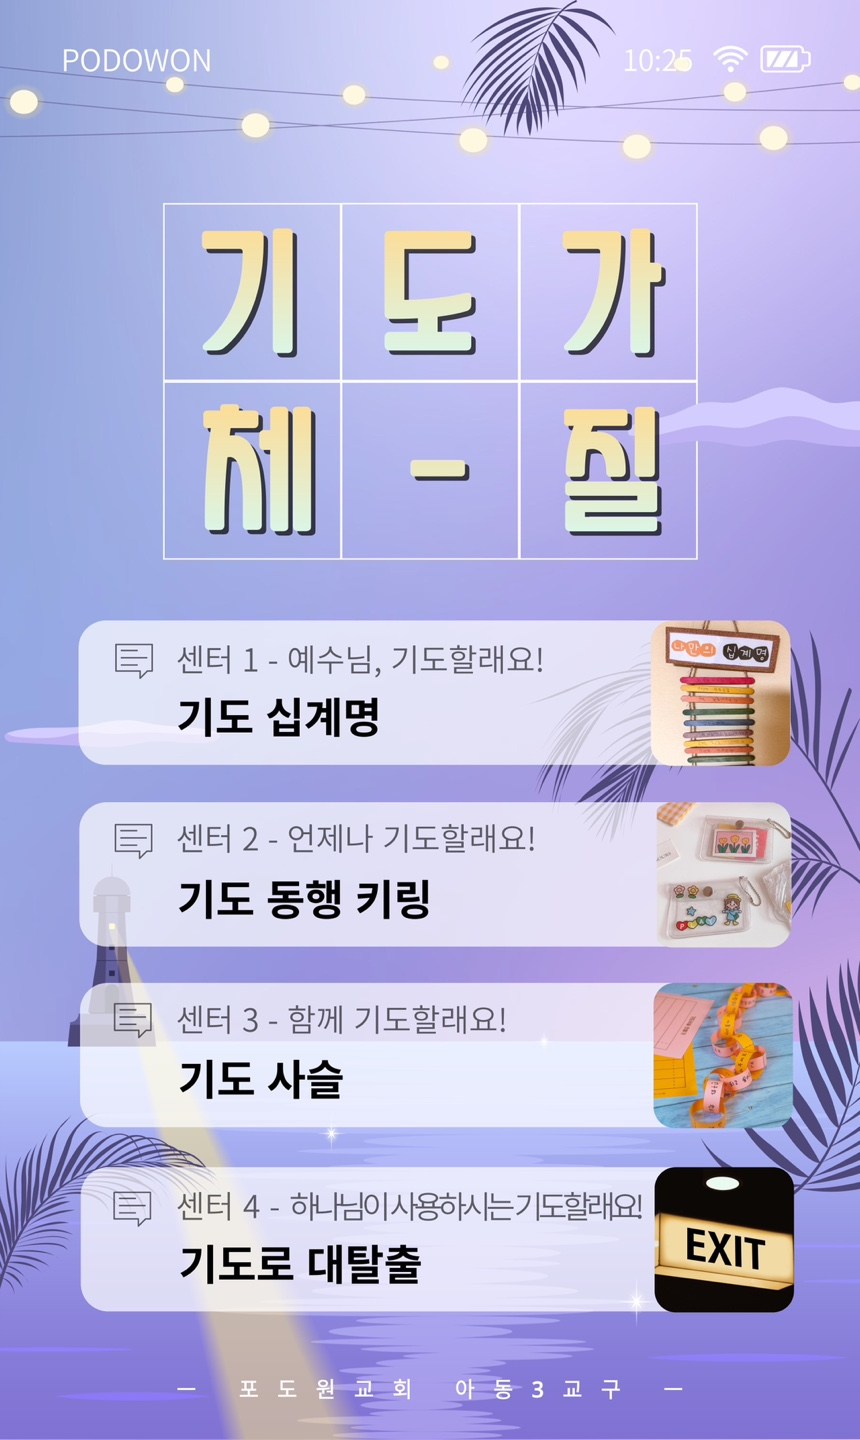 PODOWON
10:25
기도가
체-질
센터 1 - 예수님, 기도할래요!
기도 십계명
나만의 십계명
센터 2 - 언제나 기도할래요!
기도 동행 키링
센터 3 - 함께 기도할래요!
기도 사슬
센터 4 - 하나님이 사용하시는 기도할래요!
기도로 대탈출
EXIT
— 포도원교회 아동3교구 —